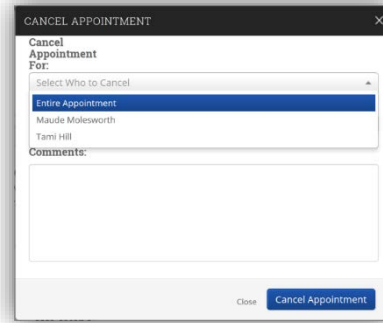 CANCEL APPOINTMENT
Cancel
Appointment
For:
Select Who to Cancel
Entire Appointment
Maude Molesworth
Tami Hill
Comments:
Close
Cancel Appointment